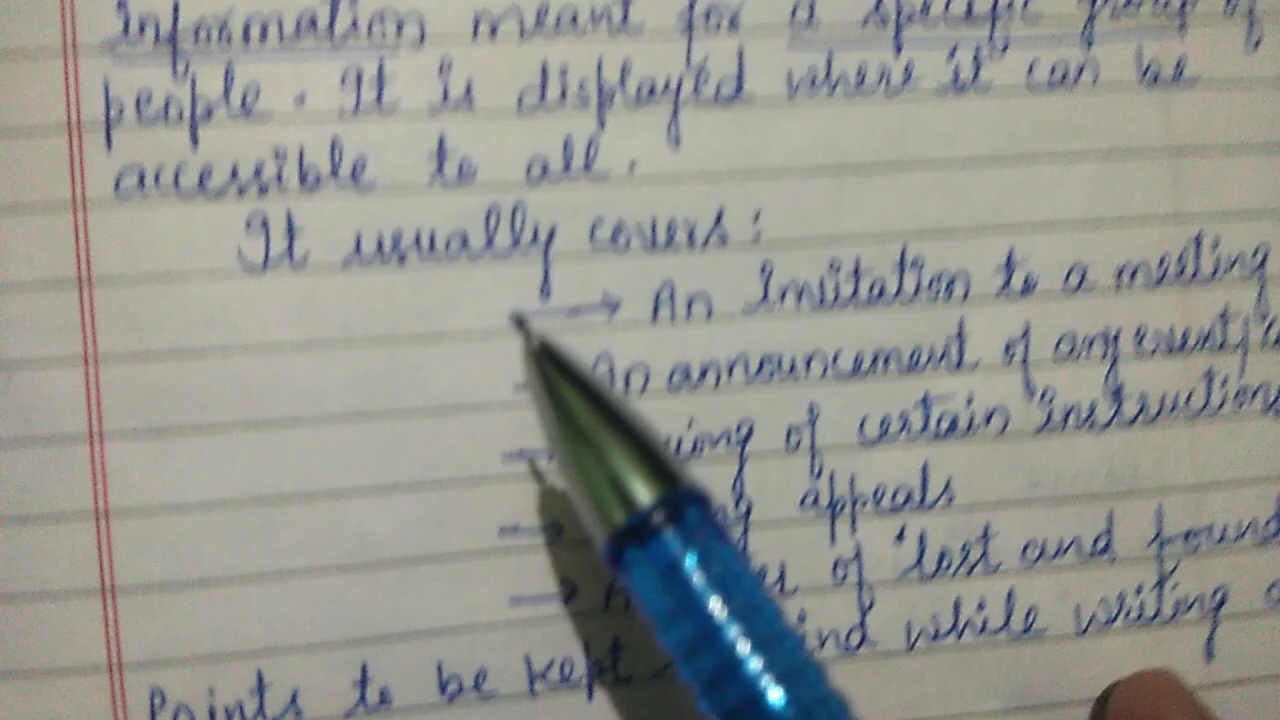 Information meant for a specific group of
people. It is displayed where it can be
accessible to all.
It usually covers:
→ An Invitation to a meeting
An announcement of any event
of certain instructions
appeals
of 'lost and found
Points to be kept while writing